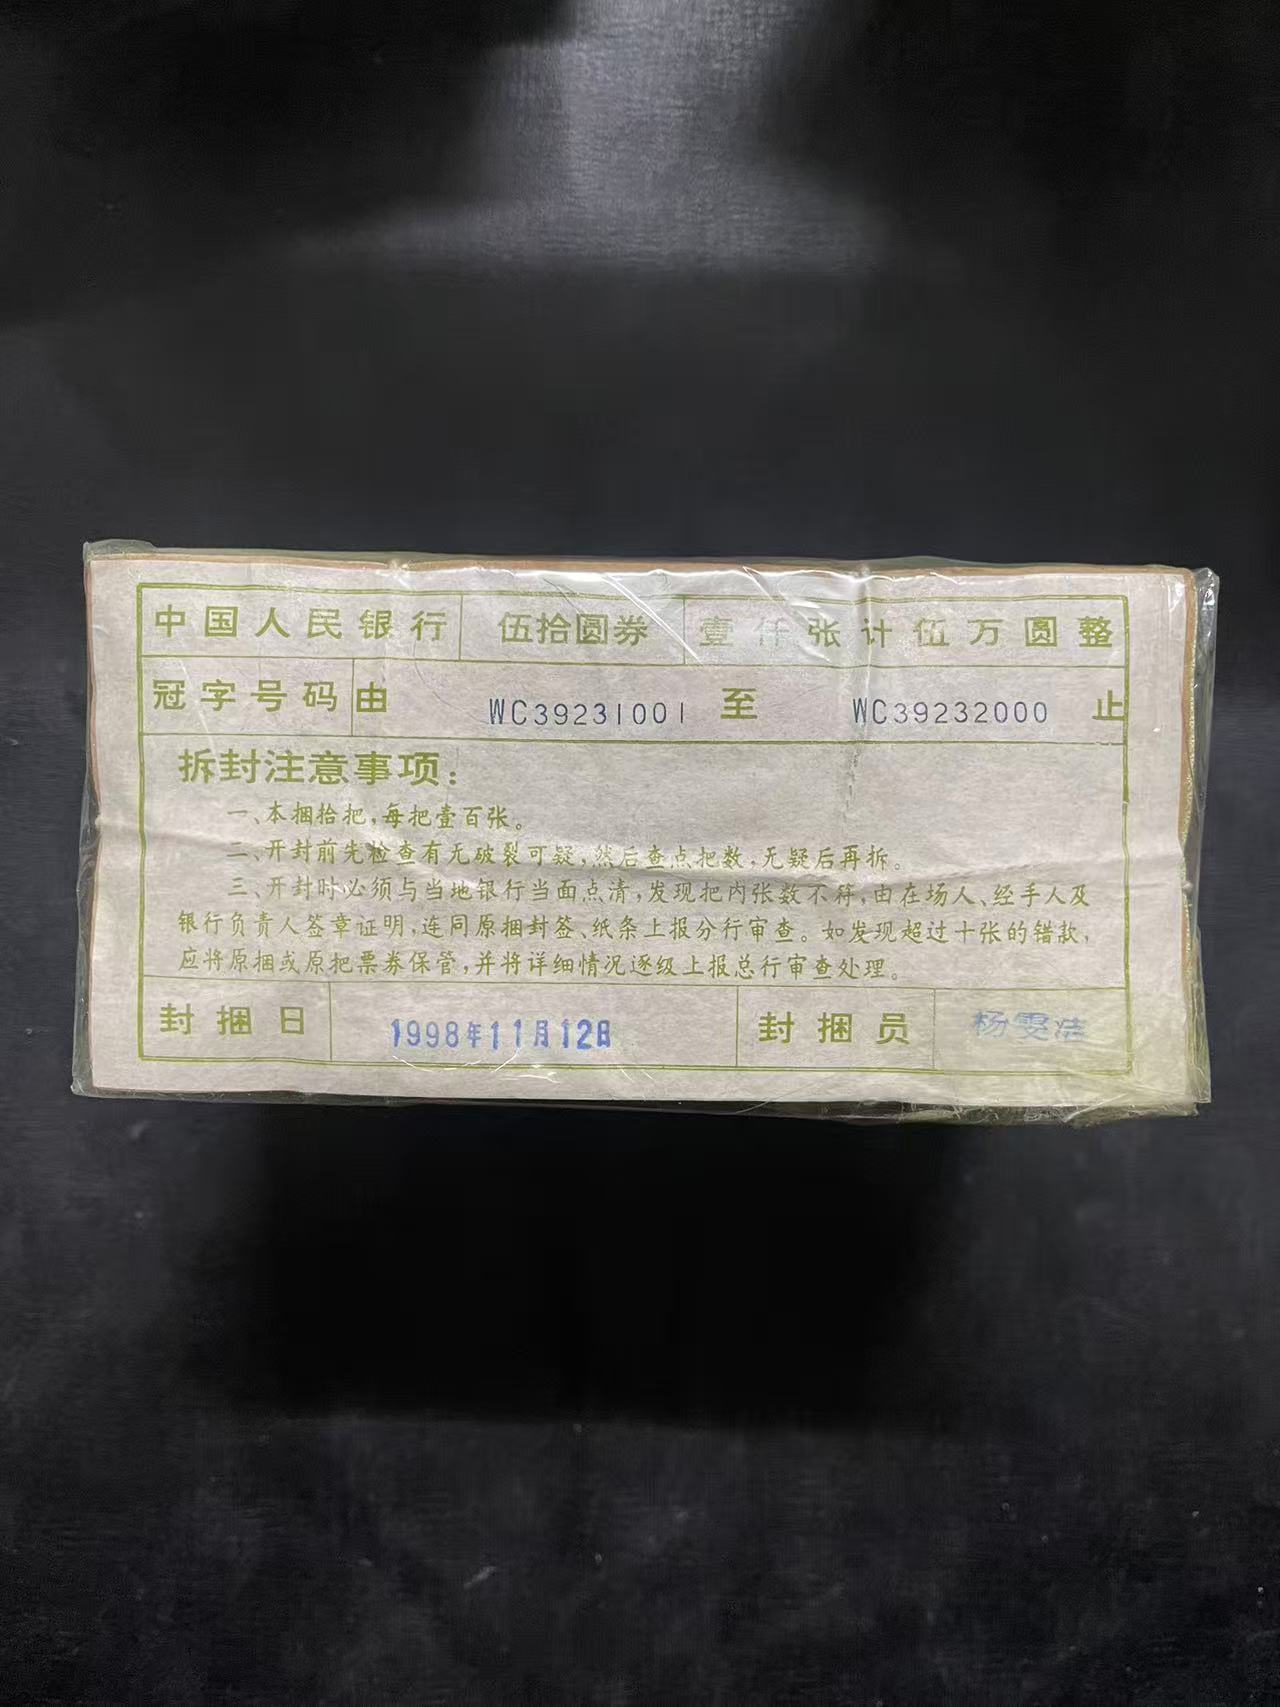 中国人民银行 伍拾圆券 壹仟张计伍万圆整
冠字号码 由 WC39231001 至 WC39232000 止
拆封注意事项：
一、本捆拾把，每把壹百张。
二、开封前先检查有无破裂可疑，然后查点把数，无疑后再拆。
三、开封时必须与当地银行当面点清，发现把内张数不符，由在场人、经手人及
银行负责人签章证明，连同原捆封签、纸条上报分行审查。如发现超过十张的错款，
应将原捆或原把票券保管，并将详细情况逐级上报总行审查处理。
封捆日 1998年11月12日 封捆员 杨雯洁